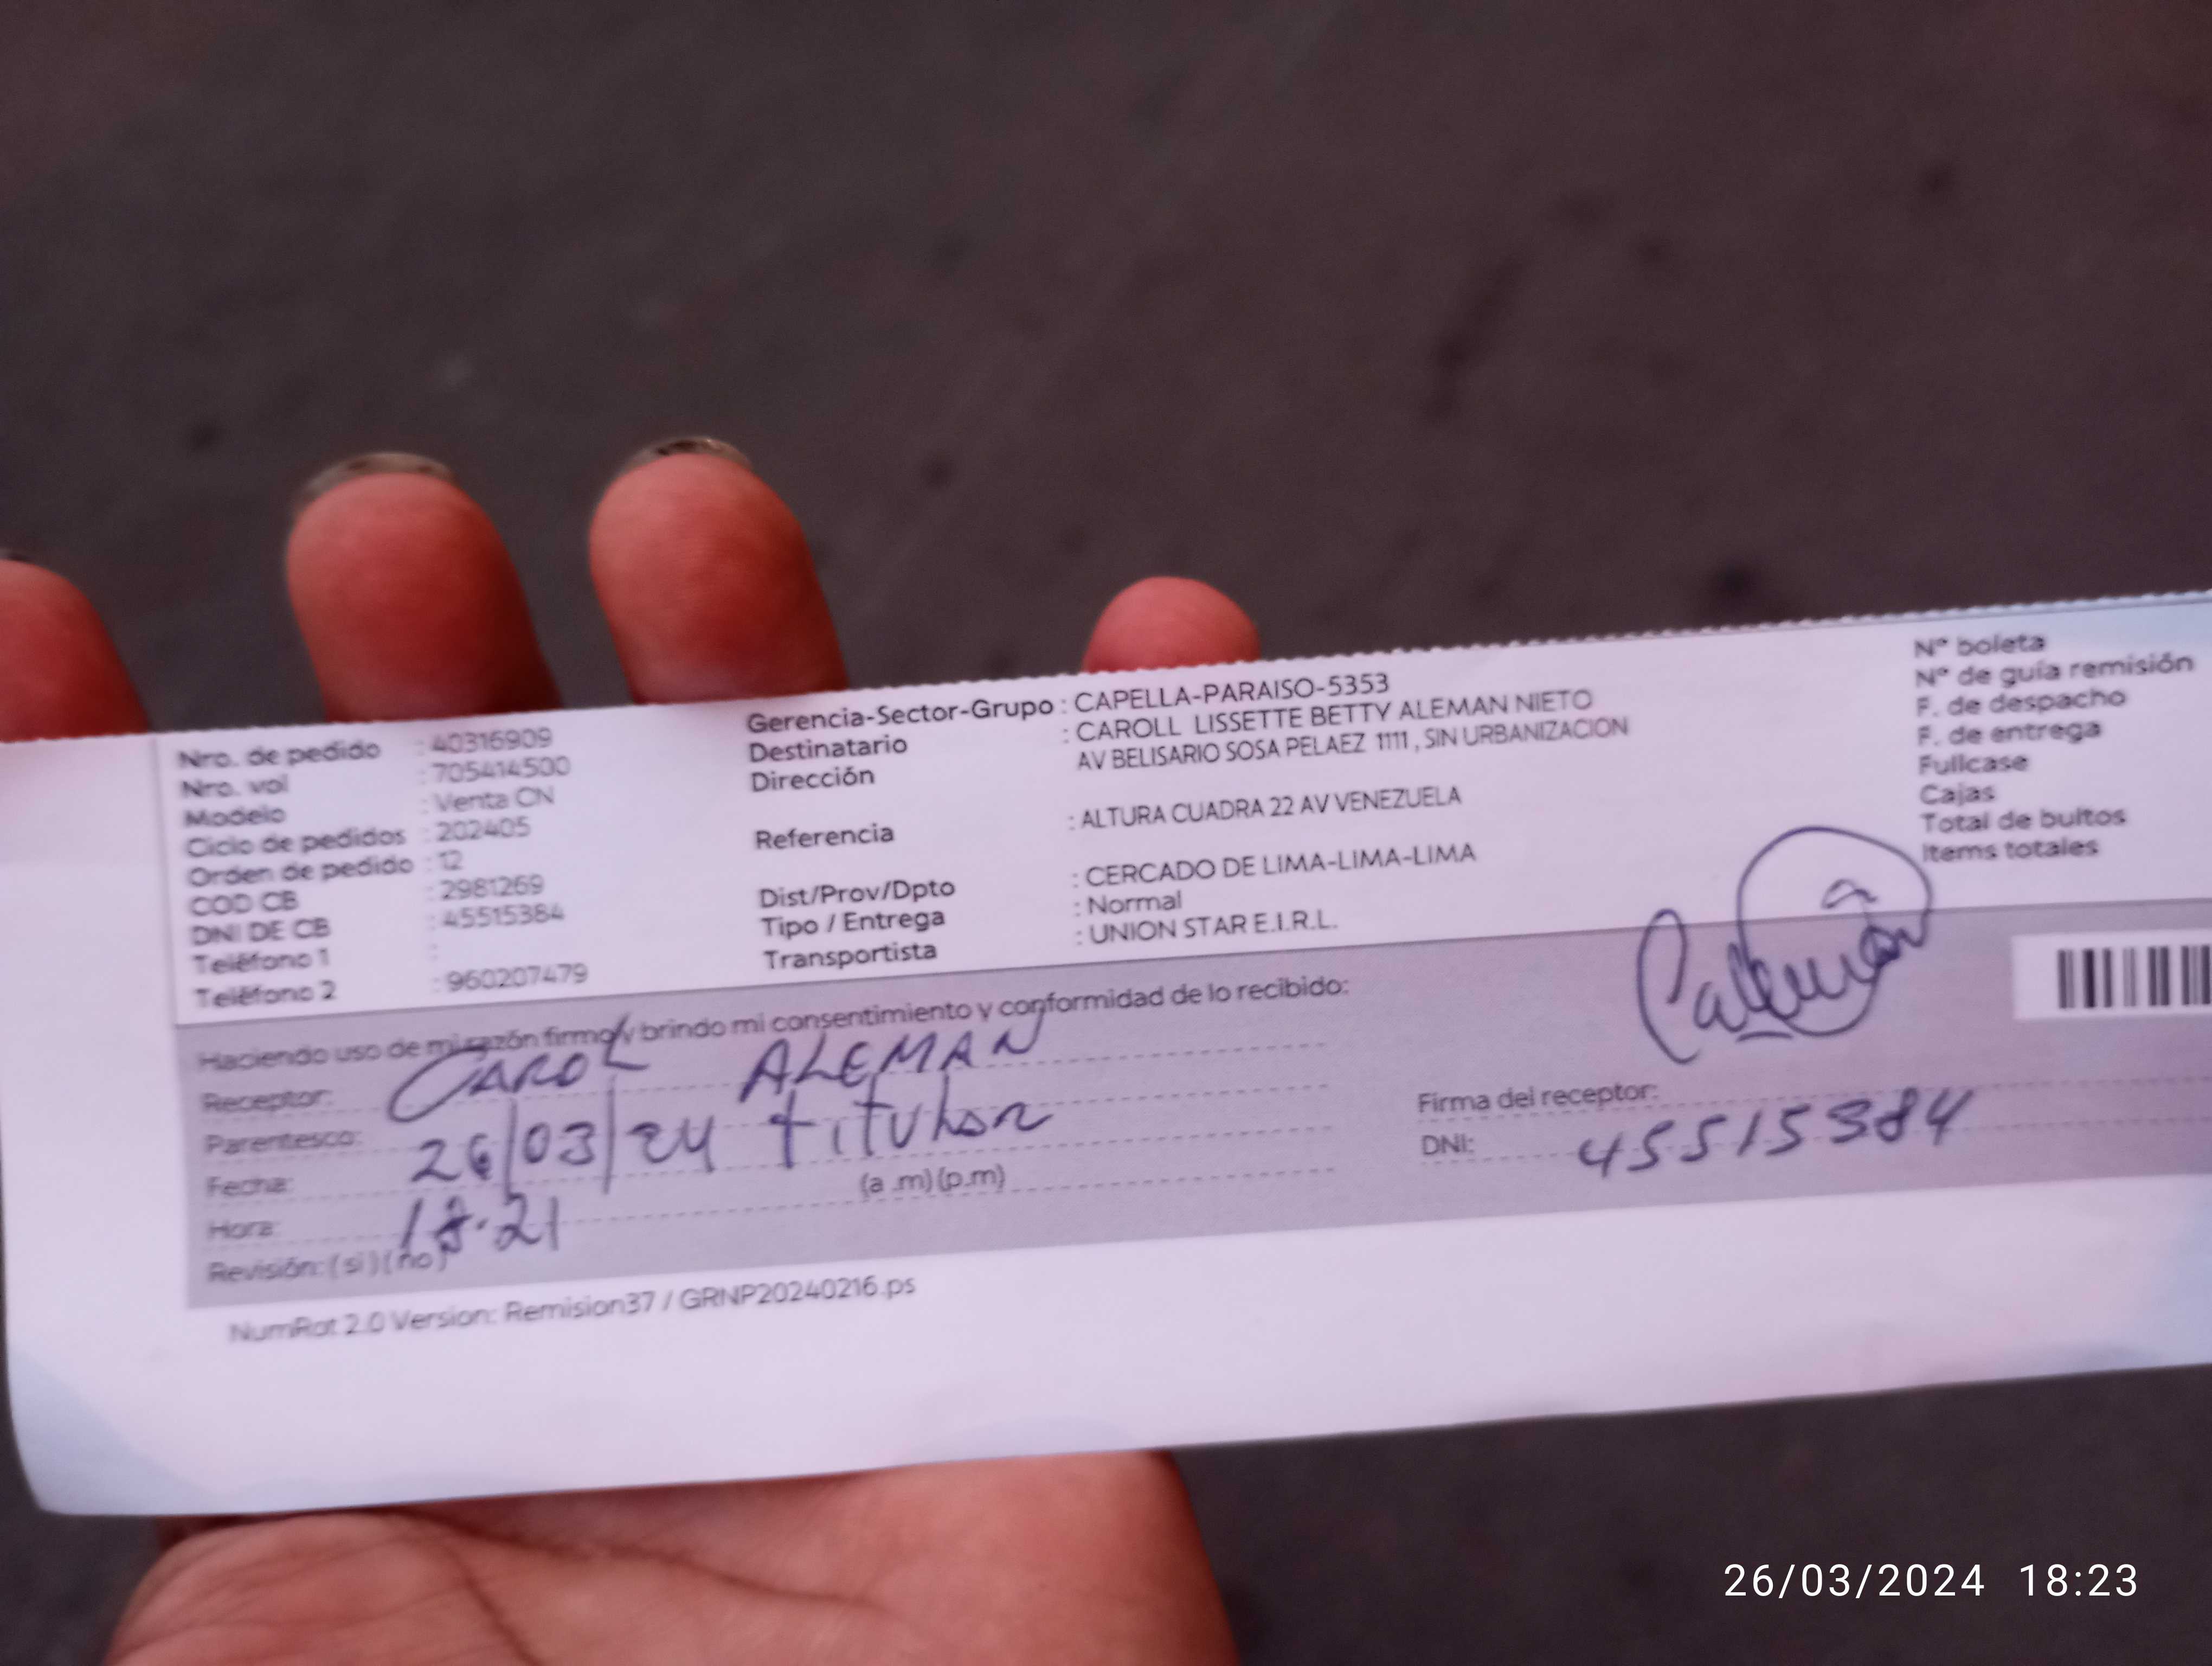 Nro. de pedido : 40316909
Nro. vol : 705414500
Modelo : Venta CN
Ciclo de pedidos : 202405
Orden de pedido : 12
COD CB : 2981269
DNI DE CB : 45515384
Teléfono 1 :
Teléfono 2 : 960207479
Gerencia-Sector-Grupo : CAPELLA-PARAISO-5353
Destinatario : CAROLL LISSETTE BETTY ALEMAN NIETO
Dirección AV BELISARIO SOSA PELAEZ 1111 , SIN URBANIZACION
Referencia : ALTURA CUADRA 22 AV VENEZUELA
Dist/Prov/Dpto : CERCADO DE LIMA-LIMA-LIMA
Tipo / Entrega : Normal
Transportista : UNION STAR E.I.R.L.
N° boleta
N° de guía remisión
F. de despacho
F. de entrega
Fullcase
Cajas
Total de bultos
Items totales
Haciendo uso de mi razón firmo y brindo mi consentimiento y conformidad de lo recibido:
Receptor: CAROL ALEMAN
Parentesco: titular
Fecha: 26/03/24
Hora: 18:21 (a .m) (p.m)
Revisión: ( si ) ( no )
Calemán
Firma del receptor:
DNI: 45515384
NumRot 2.0 Version: Remision37 / GRNP20240216.ps
26/03/2024 18:23